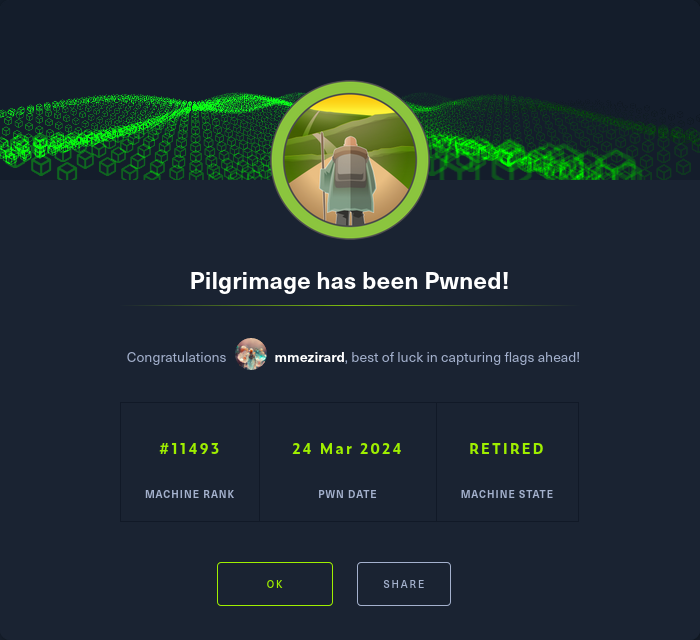 Pilgrimage has been Pwned!
Congratulations mmezirard, best of luck in capturing flags ahead!
#11493 24 Mar 2024 RETIRED
MACHINE RANK PWN DATE MACHINE STATE
OK SHARE